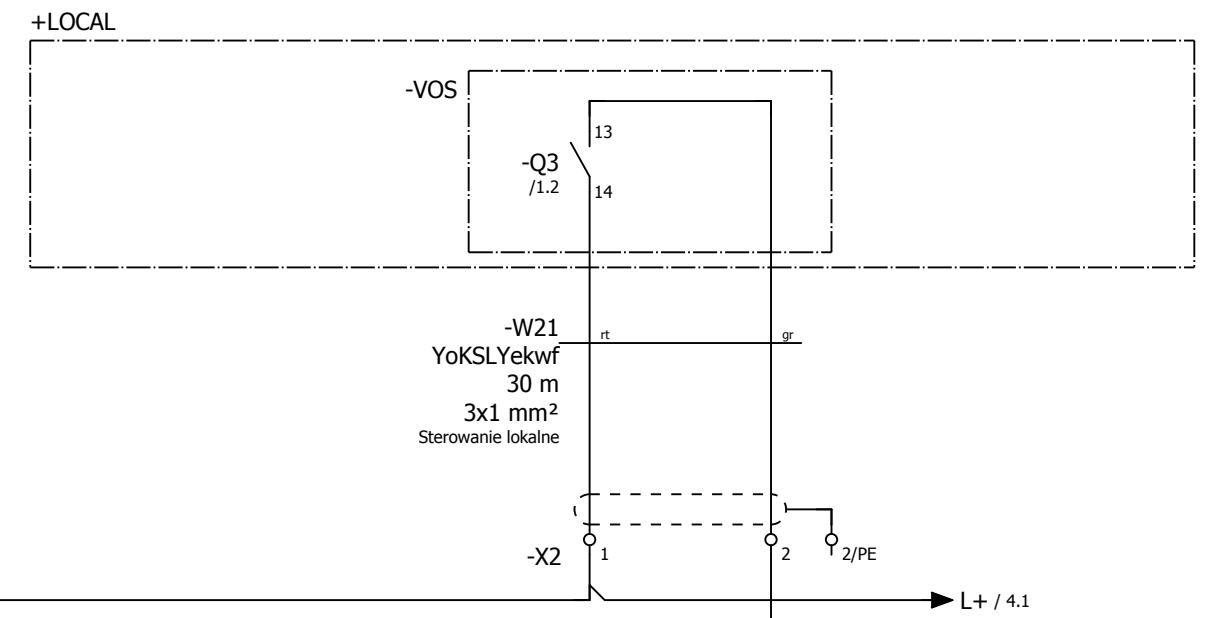 +LOCAL
-VOS
13
-Q3
/1.2
14
-W21
rt
gr
YoKSLYekwf
30 m
3x1 mm²
Sterowanie lokalne
-X2
1
2
2/PE
L+ / 4.1